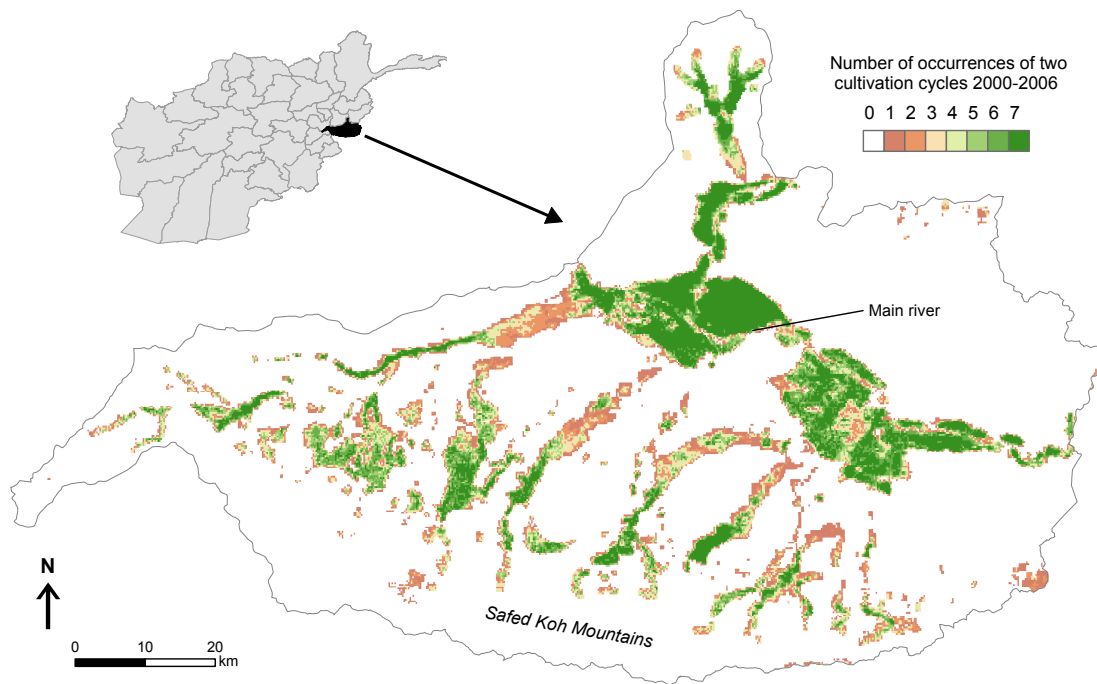 Number of occurrences of two
cultivation cycles 2000-2006
0 1 2 3 4 5 6 7
Main river
N
Safed Koh Mountains
0 10 20
km